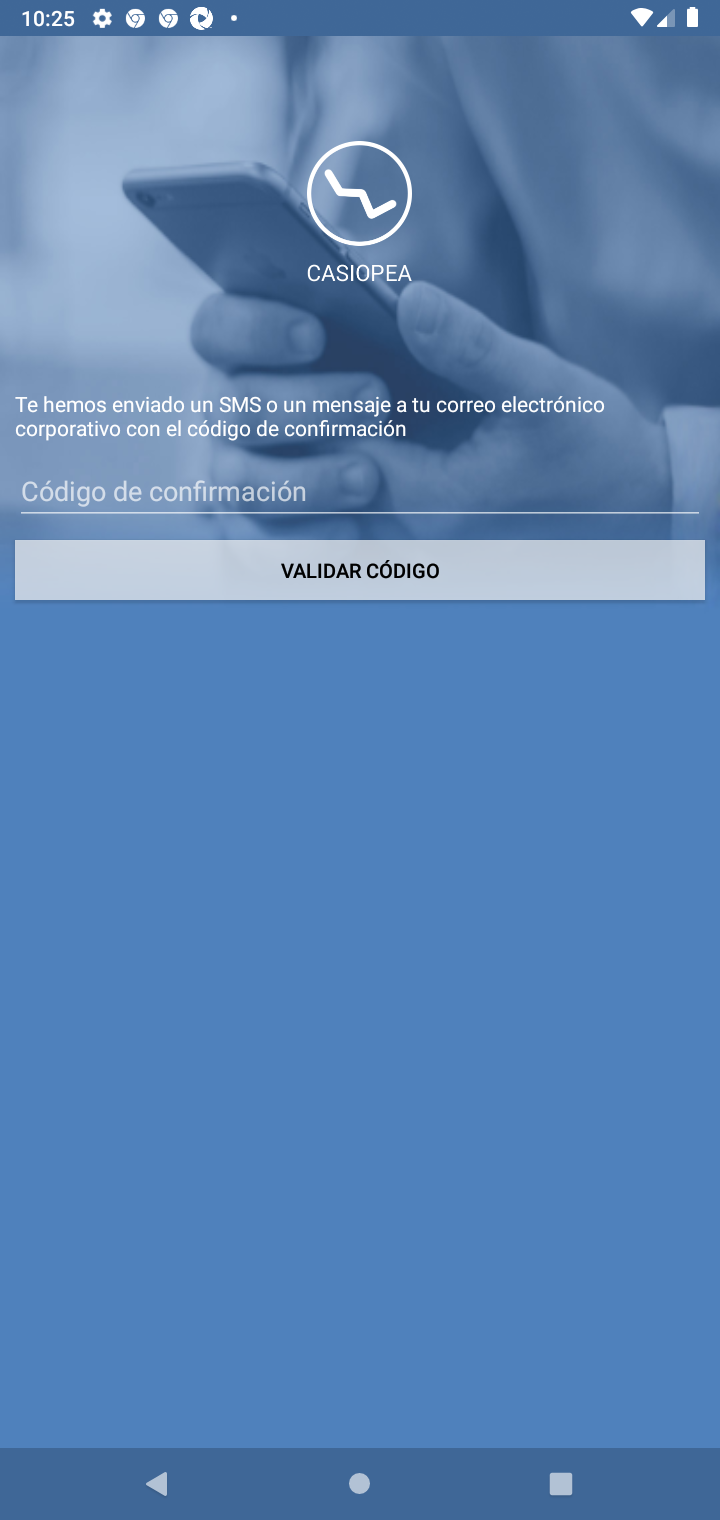 10:25
CASIOPEA
Te hemos enviado un SMS o un mensaje a tu correo electrónico
corporativo con el código de confirmación
Código de confirmación
VALIDAR CÓDIGO